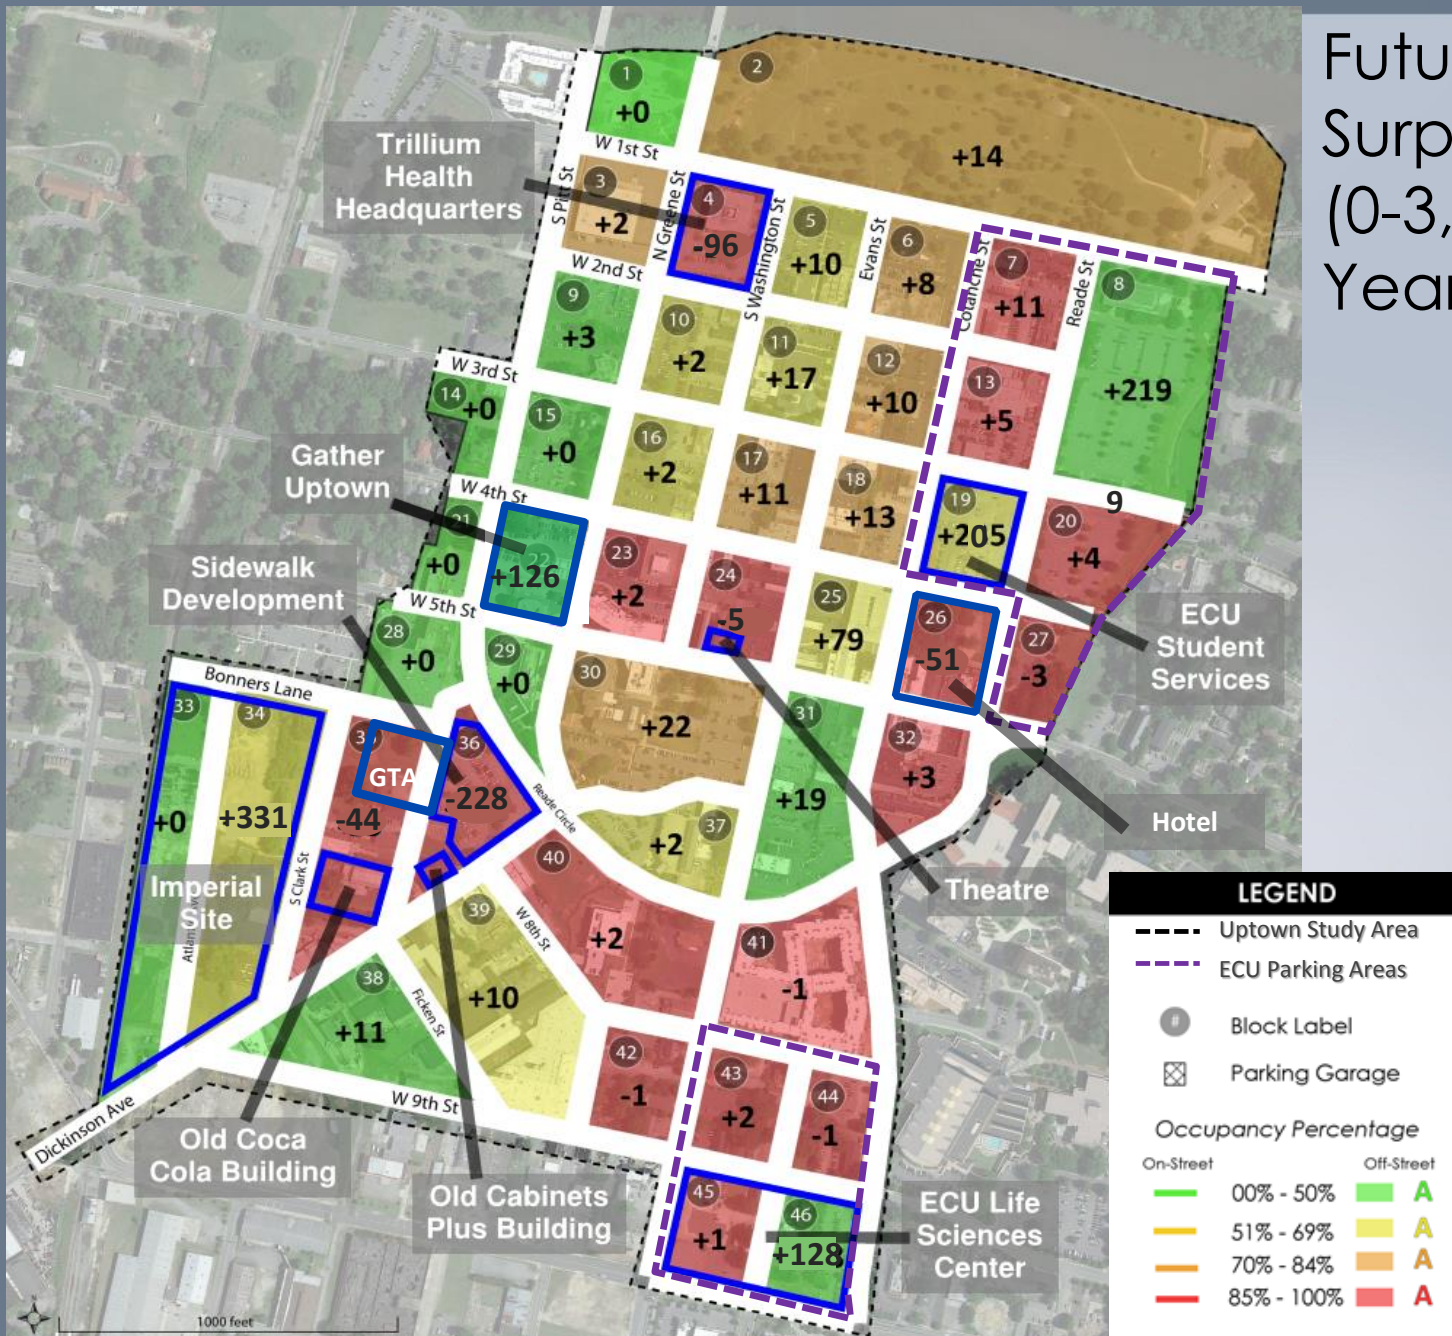 Futu
Surp
(0-3,
Year
1
+0
2
+14
W 1st St
Trillium
Health
Headquarters
S Pitt St
3
+2
N Greene St
4
-96
S Washington St
5
+10
Evans St
6
+8
Cotanche St
7
+11
Reade St
8
+219
W 2nd St
9
+3
10
+2
11
+17
12
+10
13
+5
W 3rd St
14
+0
15
+0
16
+2
17
+11
18
+13
19
+205
9
20
+4
Gather
Uptown
W 4th St
21
+0
22
+126
23
+2
24
-5
25
+79
26
-51
27
-3
ECU
Student
Services
Sidewalk
Development
W 5th St
28
+0
29
+0
30
+22
31
+19
32
+3
Hotel
Theatre
Bonners Lane
33
+0
34
+331
GTA
-44
36
-228
Reade Circle
37
+2
Imperial
Site
S Clark St
38
+11
39
+10
W 8th St
40
+2
41
-1
Ficken St
42
-1
43
+2
44
-1
45
+1
46
+128
W 9th St
Dickinson Ave
Old Coca
Cola Building
Old Cabinets
Plus Building
ECU Life
Sciences
Center
1000 feet
LEGEND
Uptown Study Area
ECU Parking Areas
# Block Label
Parking Garage
Occupancy Percentage
On-Street Off-Street
00% - 50% A
51% - 69% A
70% - 84% A
85% - 100% A